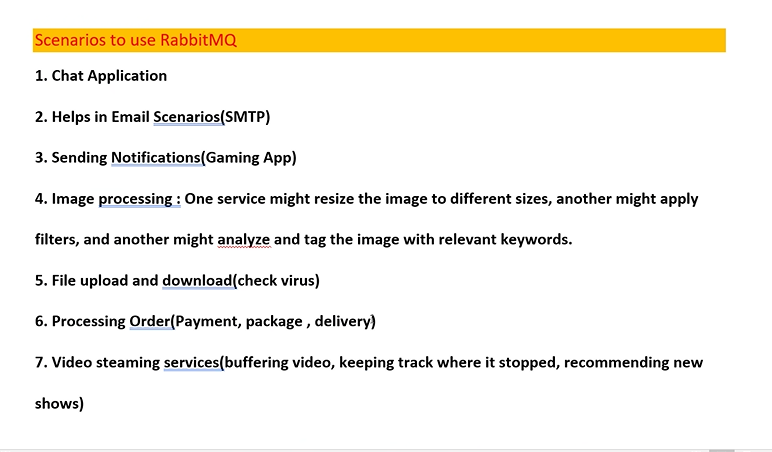 Scenarios to use RabbitMQ
1. Chat Application
2. Helps in Email Scenarios(SMTP)
3. Sending Notifications(Gaming App)
4. Image processing : One service might resize the image to different sizes, another might apply
filters, and another might analyze and tag the image with relevant keywords.
5. File upload and download(check virus)
6. Processing Order(Payment, package , delivery)
7. Video steaming services(buffering video, keeping track where it stopped, recommending new
shows)